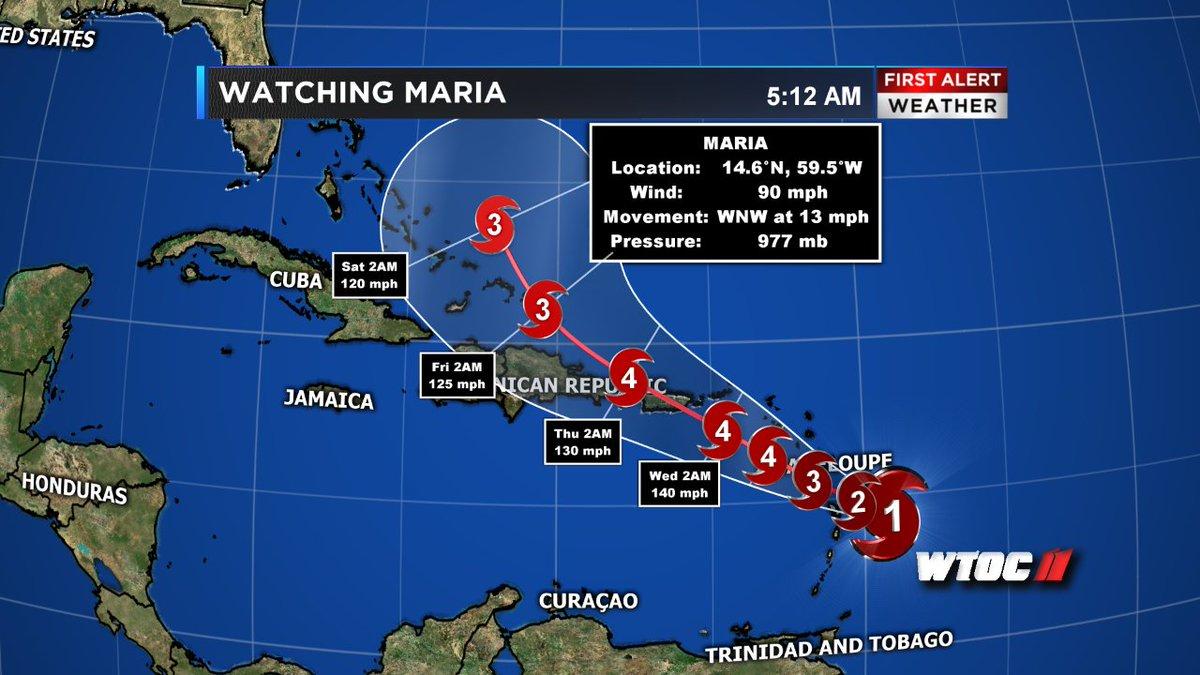 ED STATES
WATCHING MARIA
5:12 AM
FIRST ALERT
WEATHER
MARIA
Location: 14.6°N, 59.5°W
Wind: 90 mph
Movement: WNW at 13 mph
Pressure: 977 mb
3
Sat 2AM
120 mph
CUBA
3
Fri 2AM
125 mph
NICAN REPUBLIC
4
JAMAICA
Thu 2AM
130 mph
4
4
Wed 2AM
140 mph
3
OUPE
2
1
HONDURAS
WTOC 11
CURAÇAO
TRINIDAD AND TOBAGO